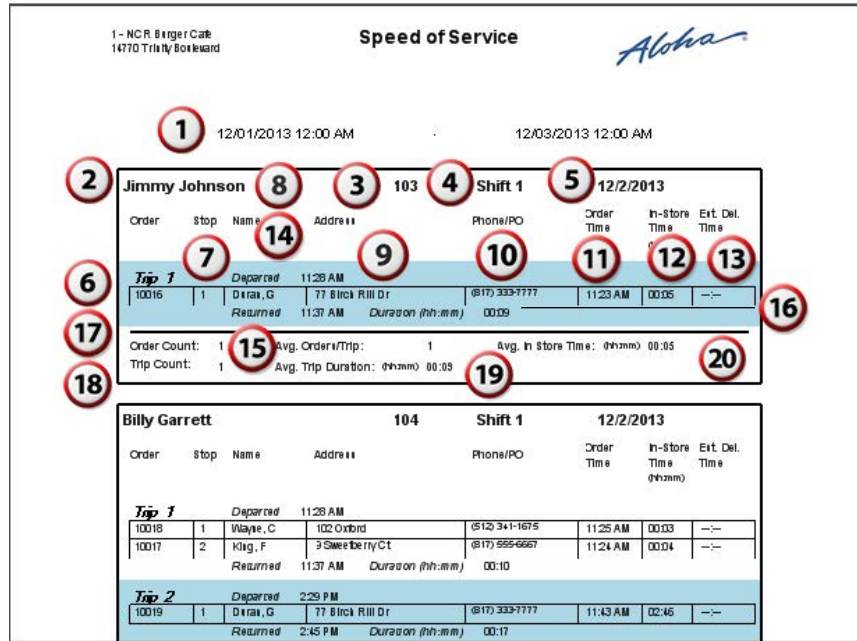 1 - NCR Burger Café
14770 Trinity Boulevard
Speed of Service
Aloha
1 12/01/2013 12:00 AM - 12/03/2013 12:00 AM
2 3 4 5
Jimmy Johnson 8 103 Shift 1 12/2/2013
Order Stop Name Address Phone/PO Order Time In-Store Time Est. Del. Time
14
7 9 10 11 12 13
6 Trip 1 Departed 11:28 AM
10016 1 Duran, G 77 Birch Rill Dr (817) 333-7777 11:23 AM 00:05 --:--
Returned 11:37 AM Duration (hh:mm) 00:09 16
17
Order Count: 1 15 Avg. Orders/Trip: 1 Avg. In Store Time: (hh:mm) 00:05 20
Trip Count: 1 Avg. Trip Duration: (hh:mm) 00:09
18 19
Billy Garrett 104 Shift 1 12/2/2013
Order Stop Name Address Phone/PO Order Time In-Store Time (hh:mm) Est. Del. Time
Trip 1 Departed 11:28 AM
10018 1 Wayne, C 102 Oxford (512) 341-1675 11:25 AM 00:03 --:--
10017 2 King, F 9 Sweetberry Ct (817) 555-6667 11:24 AM 00:04 --:--
Returned 11:37 AM Duration (hh:mm) 00:10
Trip 2 Departed 2:29 PM
10019 1 Duran, G 77 Birch Rill Dr (817) 333-7777 11:43 AM 02:46 --:--
Returned 2:45 PM Duration (hh:mm) 00:17